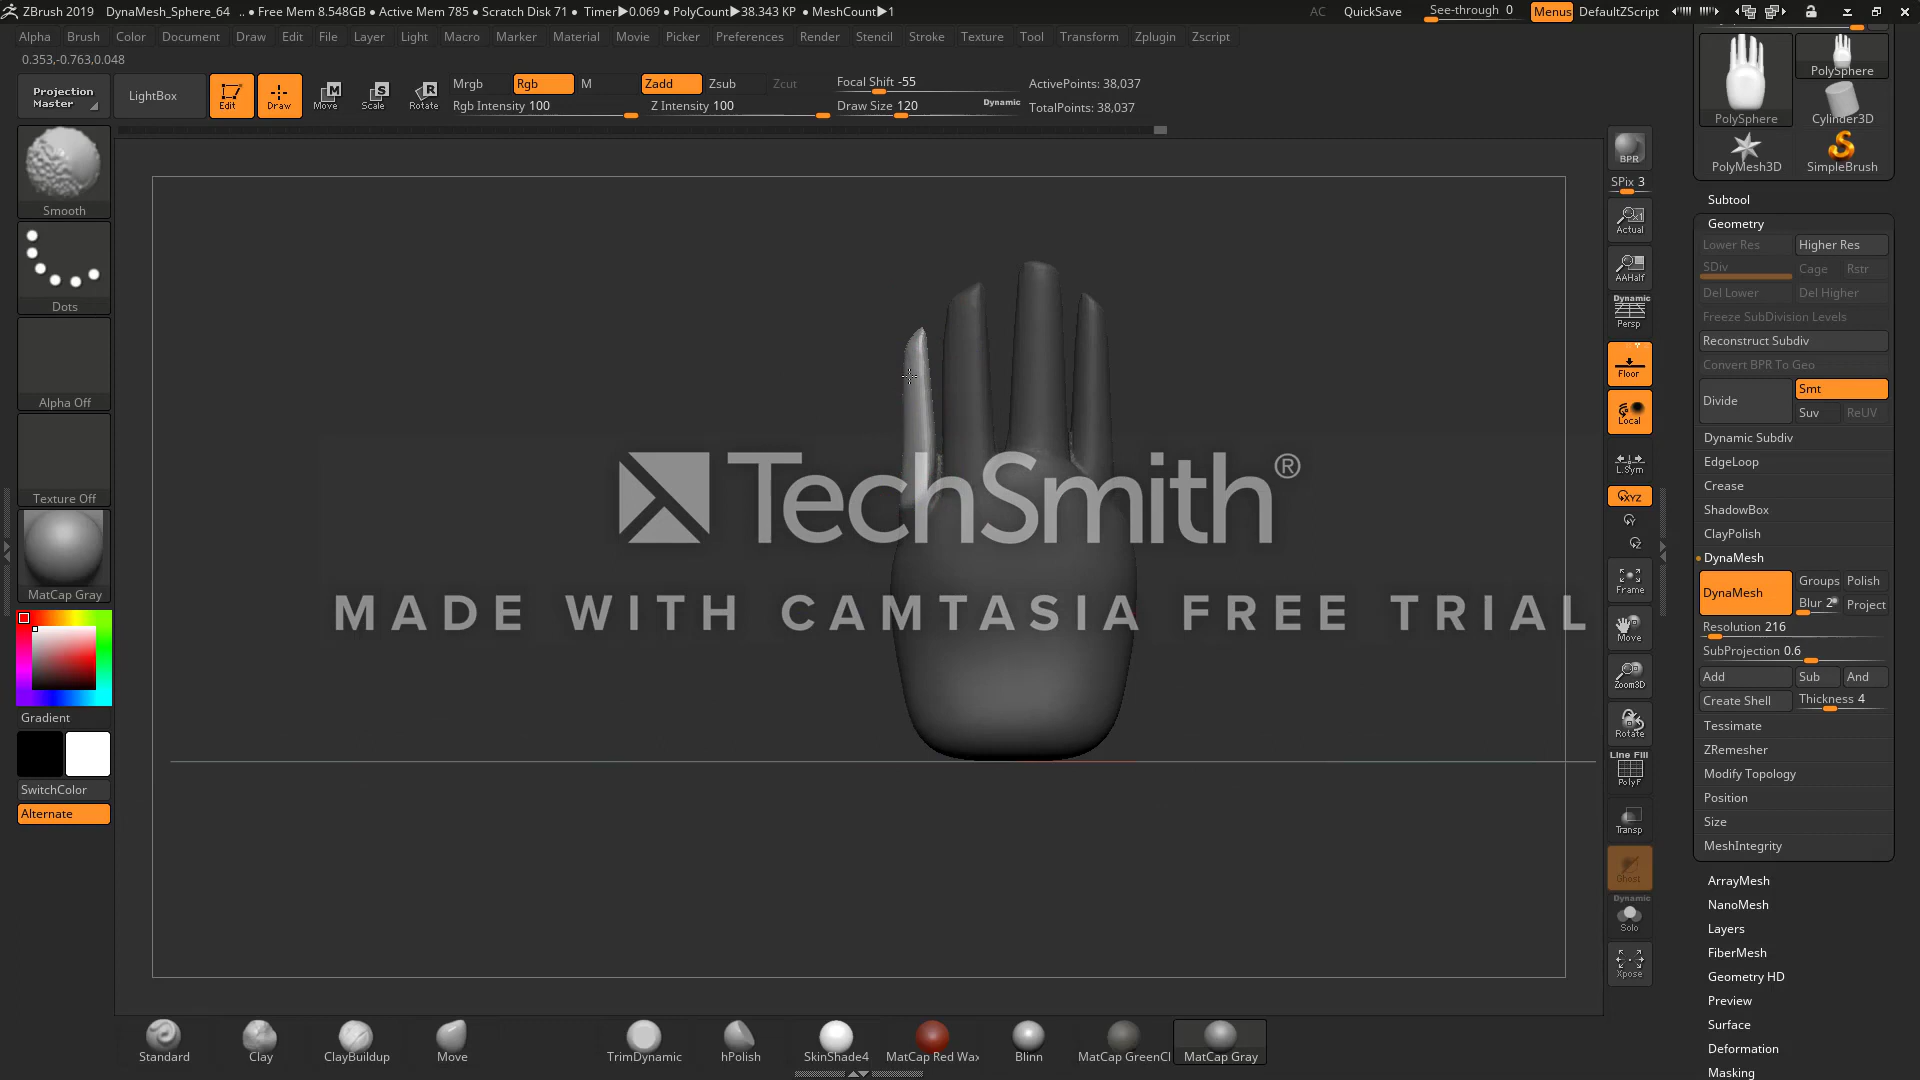 ZBrush 2019 DynaMesh_Sphere_64 .. • Free Mem 8.548GB • Active Mem 785 • Scratch Disk 71 • Timer▶0.069 • PolyCount▶38.343 KP • MeshCount▶1 AC QuickSave See-through 0 Menus DefaultZScript
Alpha Brush Color Document Draw Edit File Layer Light Macro Marker Material Movie Picker Preferences Render Stencil Stroke Texture Tool Transform Zplugin Zscript
0.353,-0.763,0.048
Projection Master
LightBox
Edit
Draw
Move
Scale
Rotate
Mrgb Rgb M Zadd Zsub Zcut Focal Shift -55 ActivePoints: 38,037
Rgb Intensity 100 Z Intensity 100 Draw Size 120 Dynamic TotalPoints: 38,037
Smooth
Dots
Alpha Off
Texture Off
MatCap Gray
Gradient
SwitchColor
Alternate
TechSmith®
MADE WITH CAMTASIA FREE TRIAL
BPR
SPix 3
Actual
AAHalf
Dynamic
Persp
Floor
Local
L.Sym
XYZ
Y
Z
Frame
Move
Zoom3D
Rotate
Line Fill
PolyF
Transp
Ghost
Dynamic
Solo
Xpose
PolySphere
PolySphere
Cylinder3D
PolyMesh3D SimpleBrush
Subtool
Geometry
Lower Res Higher Res
SDiv Cage Rstr
Del Lower Del Higher
Freeze SubDivision Levels
Reconstruct Subdiv
Convert BPR To Geo
Divide Smt
Suv ReUV
Dynamic Subdiv
EdgeLoop
Crease
ShadowBox
ClayPolish
DynaMesh
DynaMesh Groups Polish
Blur 2 Project
Resolution 216
SubProjection 0.6
Add Sub And
Create Shell Thickness 4
Tessimate
ZRemesher
Modify Topology
Position
Size
MeshIntegrity
ArrayMesh
NanoMesh
Layers
FiberMesh
Geometry HD
Preview
Surface
Deformation
Masking
Standard Clay ClayBuildup Move TrimDynamic hPolish SkinShade4 MatCap Red Wax Blinn MatCap GreenCl MatCap Gray